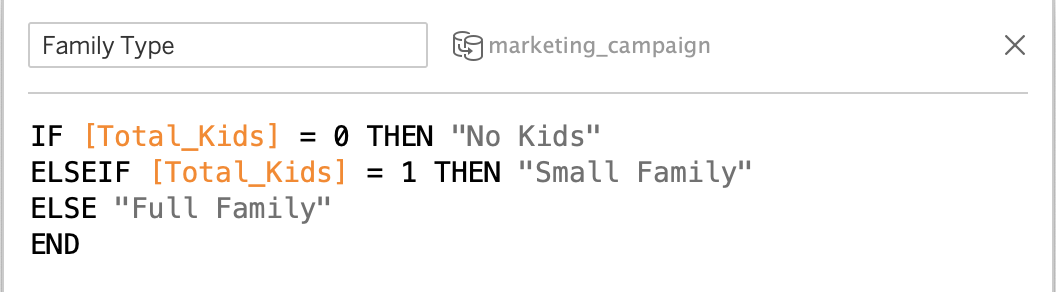 Family Type
marketing_campaign
IF [Total_Kids] = 0 THEN "No Kids"
ELSEIF [Total_Kids] = 1 THEN "Small Family"
ELSE "Full Family"
END